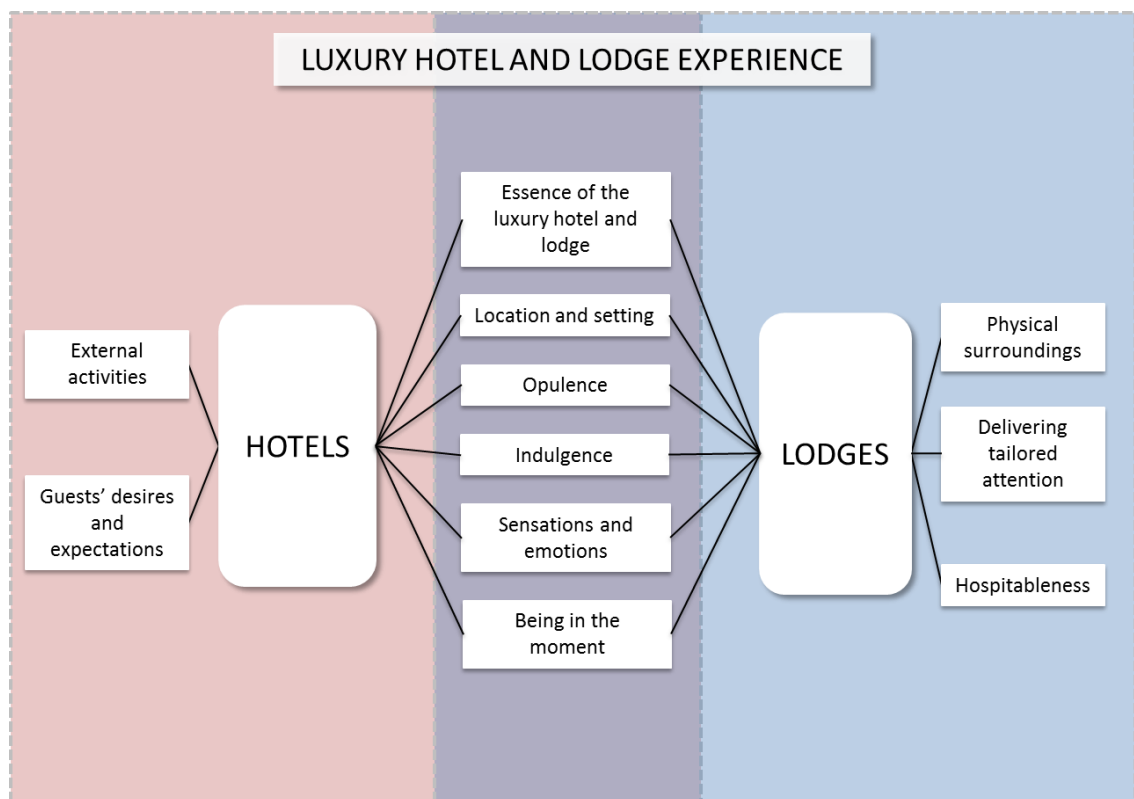 LUXURY HOTEL AND LODGE EXPERIENCE
External
activities
Guests’ desires
and
expectations
HOTELS
Essence of the
luxury hotel and
lodge
Location and setting
Opulence
Indulgence
Sensations and
emotions
Being in the
moment
LODGES
Physical
surroundings
Delivering
tailored
attention
Hospitableness